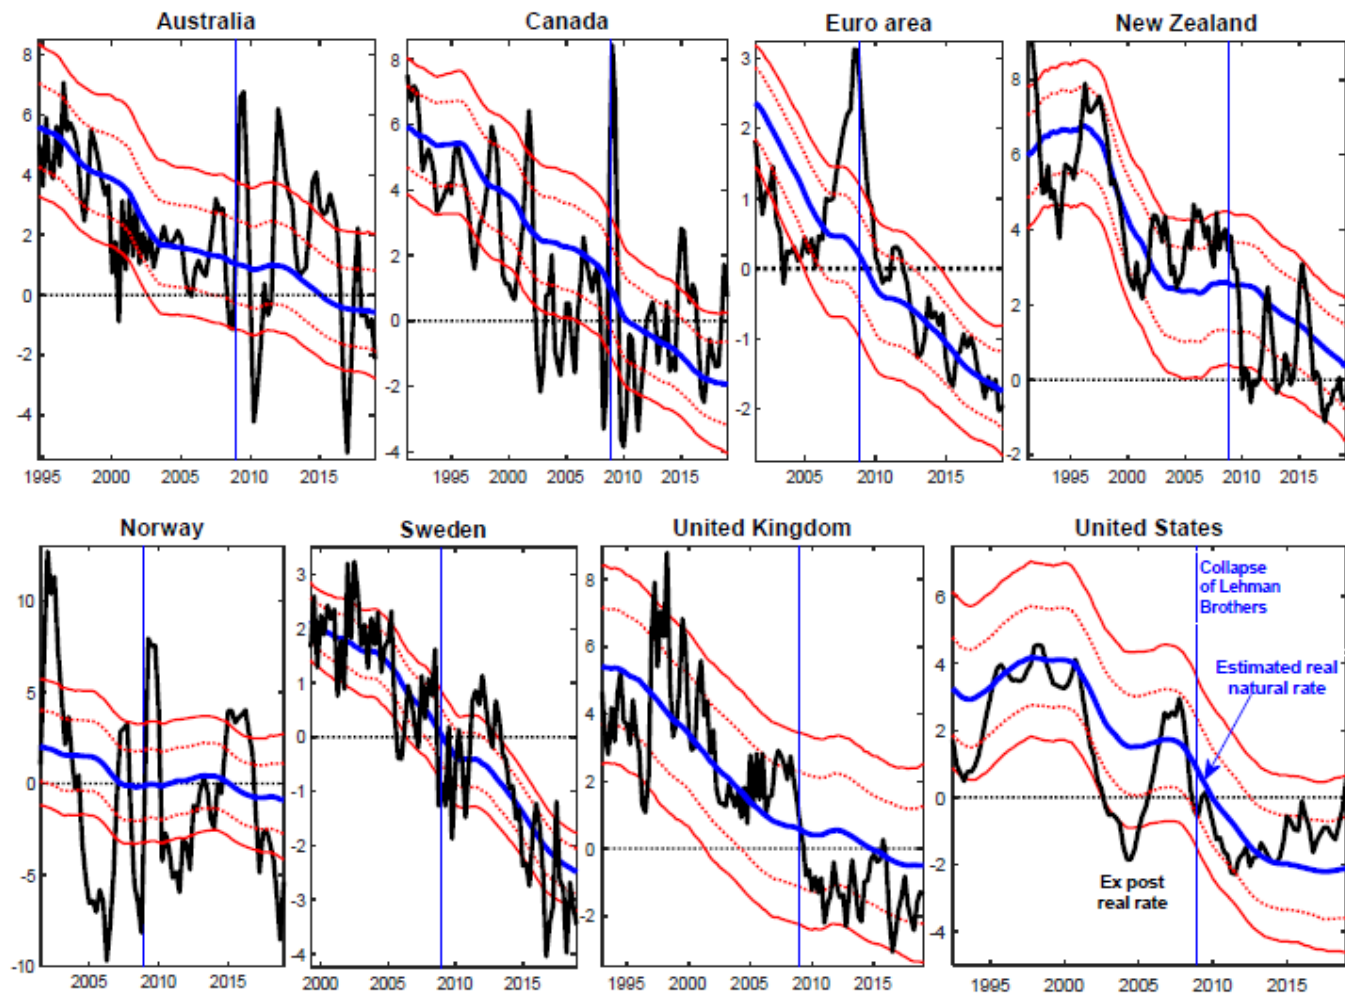 Australia
Canada
Euro area
New Zealand
8
6
4
2
0
-2
-4
1995 2000 2005 2010 2015
8
6
4
2
0
-2
-4
1995 2000 2005 2010 2015
3
2
1
0
-1
-2
2005 2010 2015
8
6
4
2
0
-2
1995 2000 2005 2010 2015
Norway
Sweden
United Kingdom
United States
10
5
0
-5
-10
2005 2010 2015
3
2
1
0
-1
-2
-3
-4
2000 2005 2010 2015
8
6
4
2
0
-2
1995 2000 2005 2010 2015
6
4
2
0
-2
-4
Collapse
of Lehman
Brothers
Estimated real
natural rate
Ex post
real rate
1995 2000 2005 2010 2015